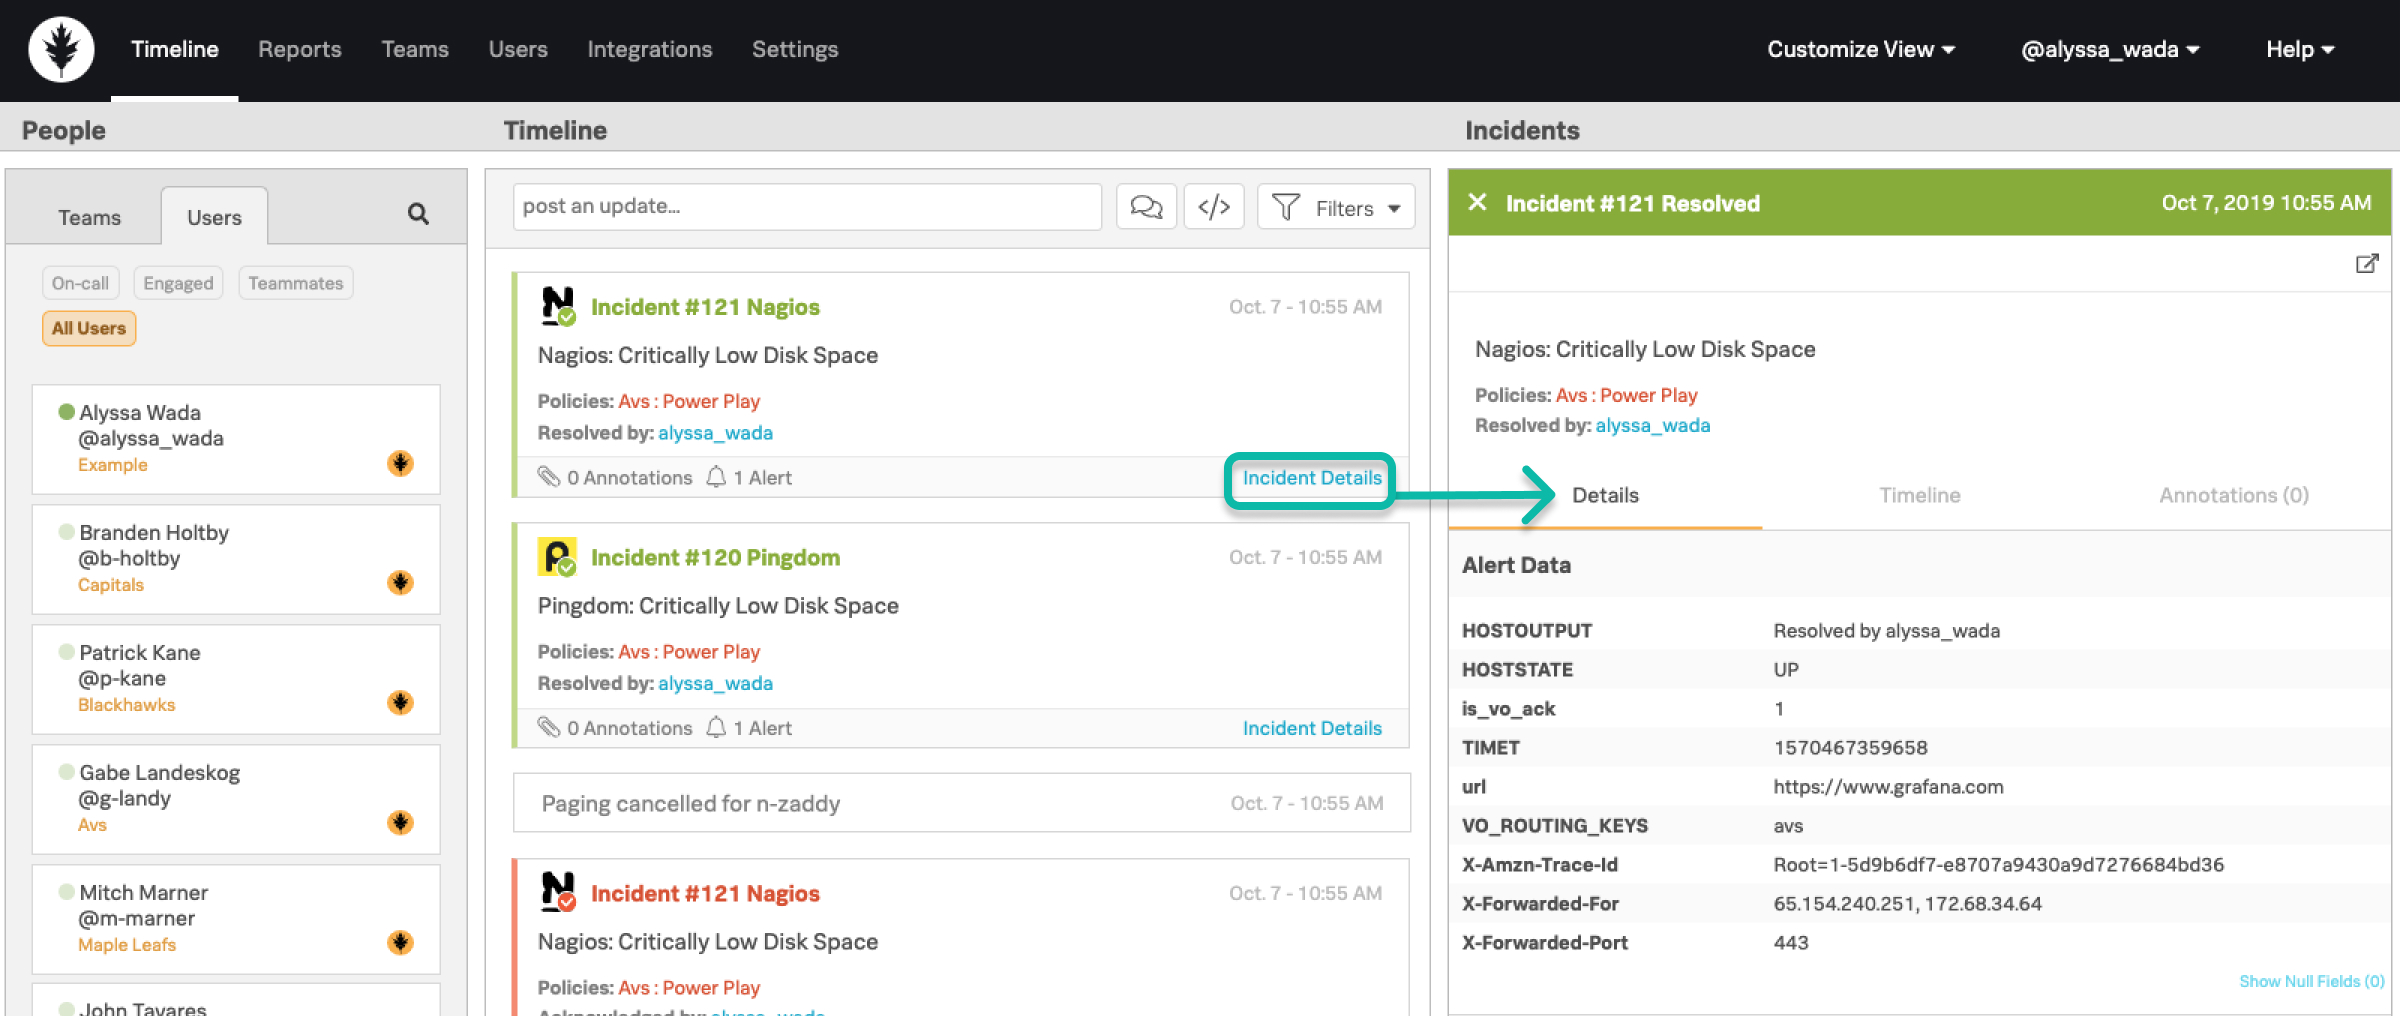 Timeline Reports Teams Users Integrations Settings Customize View @alyssa_wada Help
People
Teams Users
On-call Engaged Teammates
All Users
Alyssa Wada
@alyssa_wada
Example
Branden Holtby
@b-holtby
Capitals
Patrick Kane
@p-kane
Blackhawks
Gabe Landeskog
@g-landy
Avs
Mitch Marner
@m-marner
Maple Leafs
John Tavares
Timeline
post an update... </> Filters
Incident #121 Nagios Oct. 7 - 10:55 AM
Nagios: Critically Low Disk Space
Policies: Avs : Power Play
Resolved by: alyssa_wada
0 Annotations 1 Alert Incident Details
Incident #120 Pingdom Oct. 7 - 10:55 AM
Pingdom: Critically Low Disk Space
Policies: Avs : Power Play
Resolved by: alyssa_wada
0 Annotations 1 Alert Incident Details
Paging cancelled for n-zaddy Oct. 7 - 10:55 AM
Incident #121 Nagios Oct. 7 - 10:55 AM
Nagios: Critically Low Disk Space
Policies: Avs : Power Play
Acknowledged by: alyssa_wada
Incidents
Incident #121 Resolved Oct 7, 2019 10:55 AM
Nagios: Critically Low Disk Space
Policies: Avs : Power Play
Resolved by: alyssa_wada
Details Timeline Annotations (0)
Alert Data
HOSTOUTPUT Resolved by alyssa_wada
HOSTSTATE UP
is_vo_ack 1
TIMET 1570467359658
url https://www.grafana.com
VO_ROUTING_KEYS avs
X-Amzn-Trace-Id Root=1-5d9b6df7-e8707a9430a9d7276684bd36
X-Forwarded-For 65.154.240.251, 172.68.34.64
X-Forwarded-Port 443
Show Null Fields (0)